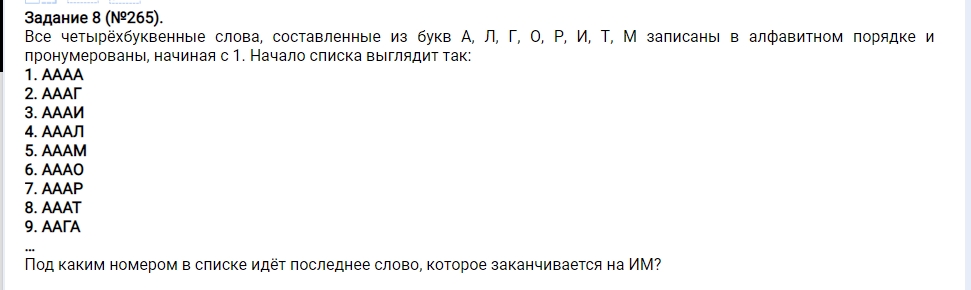 Задание 8 (№265).
Все четырёхбуквенные слова, составленные из букв А, Л, Г, О, Р, И, Т, М записаны в алфавитном порядке и
пронумерованы, начиная с 1. Начало списка выглядит так:
1. АААА
2. АААГ
3. АААИ
4. АААЛ
5. АААМ
6. АААО
7. АААР
8. АААТ
9. ААГА
...
Под каким номером в списке идёт последнее слово, которое заканчивается на ИМ?